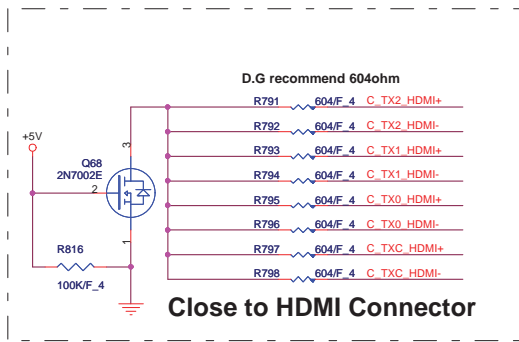 D.G recommend 604ohm
R791 604/F_4 C_TX2_HDMI+
R792 604/F_4 C_TX2_HDMI-
+5V
R793 604/F_4 C_TX1_HDMI+
3
Q68
2N7002E
R794 604/F_4 C_TX1_HDMI-
2
R795 604/F_4 C_TX0_HDMI+
R796 604/F_4 C_TX0_HDMI-
1
R816
R797 604/F_4 C_TXC_HDMI+
R798 604/F_4 C_TXC_HDMI-
100K/F_4
Close to HDMI Connector